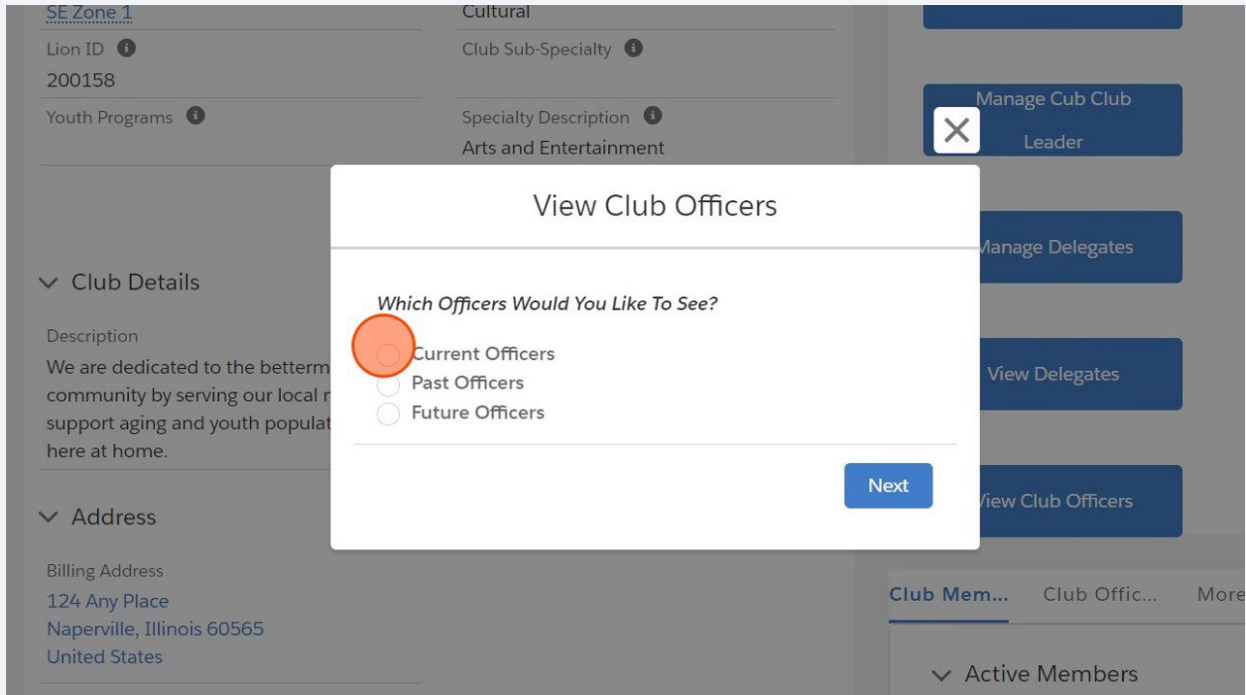 SE Zone 1
Cultural
Lion ID
Club Sub-Specialty
200158
Youth Programs
Specialty Description
Arts and Entertainment
Manage Cub Club
Leader
View Club Officers
Manage Delegates
Club Details
Which Officers Would You Like To See?
Description
Current Officers
We are dedicated to the betterm
View Delegates
Past Officers
community by serving our local
Future Officers
support aging and youth populat
here at home.
Next
View Club Officers
Address
Billing Address
124 Any Place
Naperville, Illinois 60565
United States
Club Mem...
Club Offic...
More
Active Members